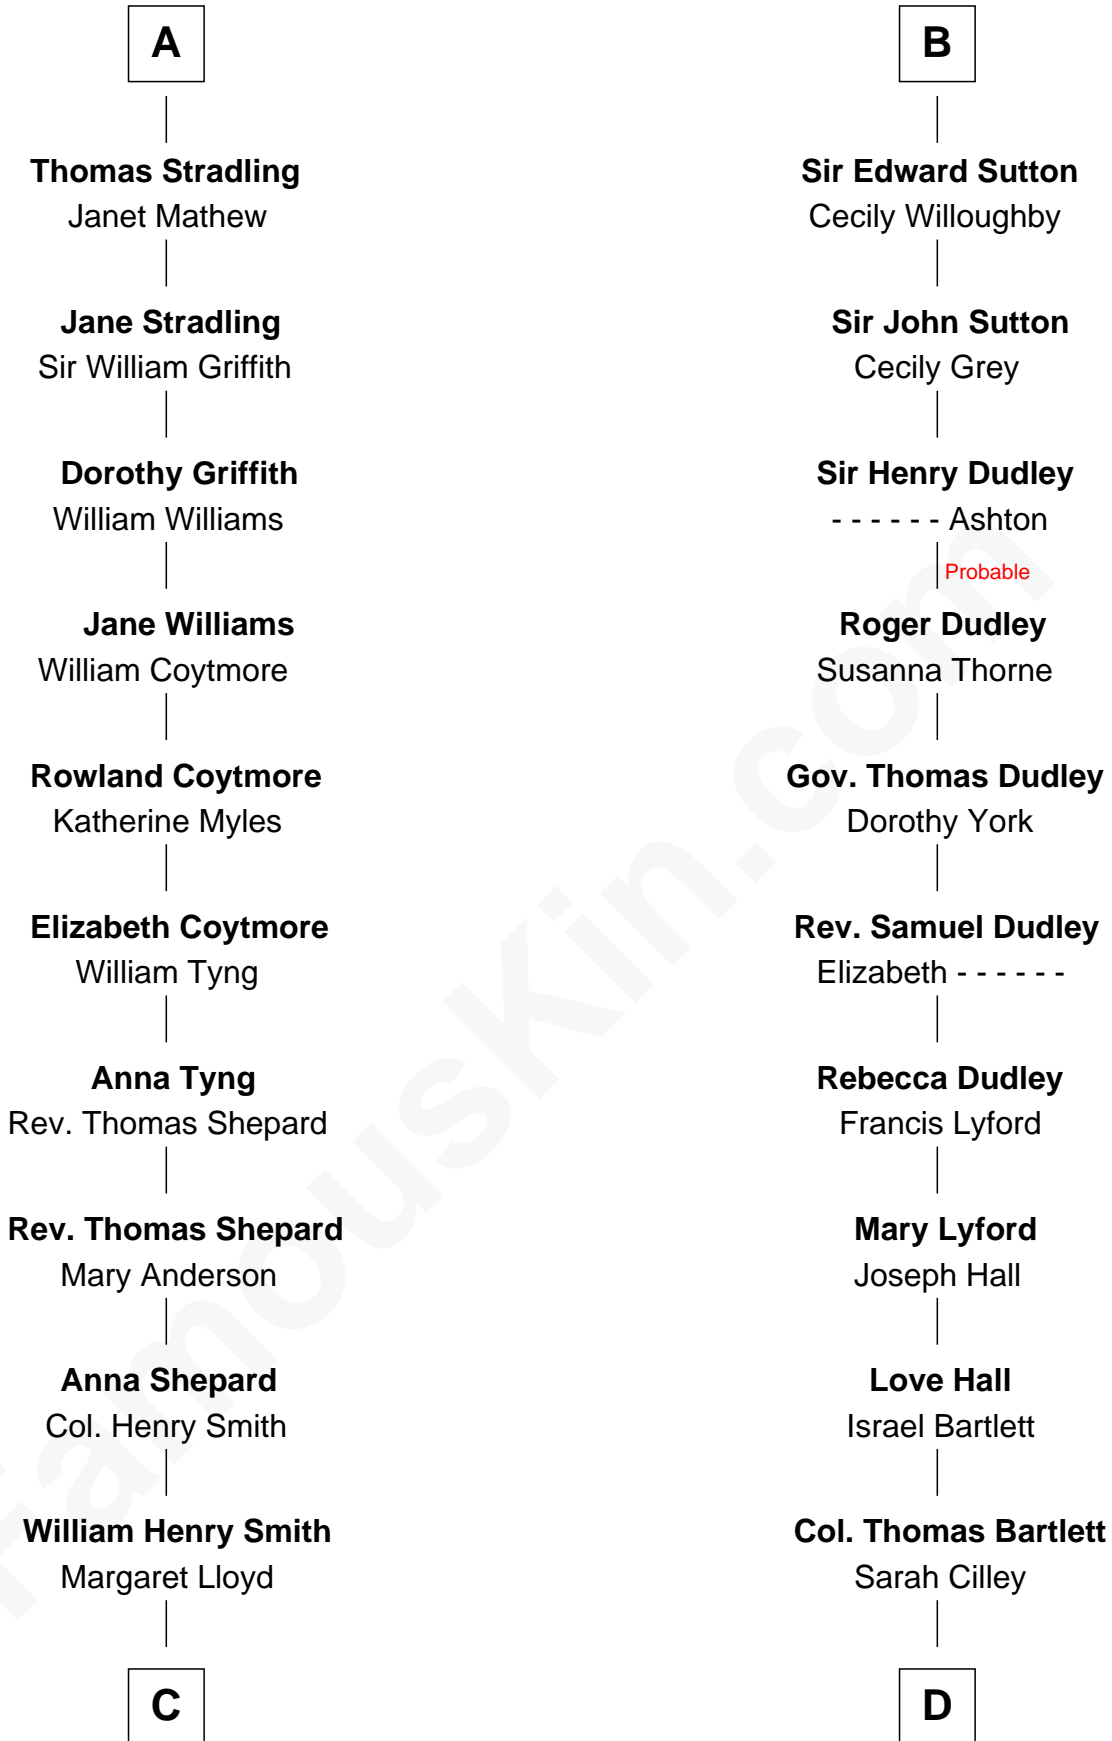 A
Thomas Stradling
Janet Mathew
Jane Stradling
Sir William Griffith
Dorothy Griffith
William Williams
Jane Williams
William Coytmore
Rowland Coytmore
Katherine Myles
Elizabeth Coytmore
William Tyng
Anna Tyng
Rev. Thomas Shepard
Rev. Thomas Shepard
Mary Anderson
Anna Shepard
Col. Henry Smith
William Henry Smith
Margaret Lloyd
C
B
Sir Edward Sutton
Cecily Willoughby
Sir John Sutton
Cecily Grey
Sir Henry Dudley
- - - - - - Ashton
Probable
Roger Dudley
Susanna Thorne
Gov. Thomas Dudley
Dorothy York
Rev. Samuel Dudley
Elizabeth - - - - - -
Rebecca Dudley
Francis Lyford
Mary Lyford
Joseph Hall
Love Hall
Israel Bartlett
Col. Thomas Bartlett
Sarah Cilley
D
FamousKin.com